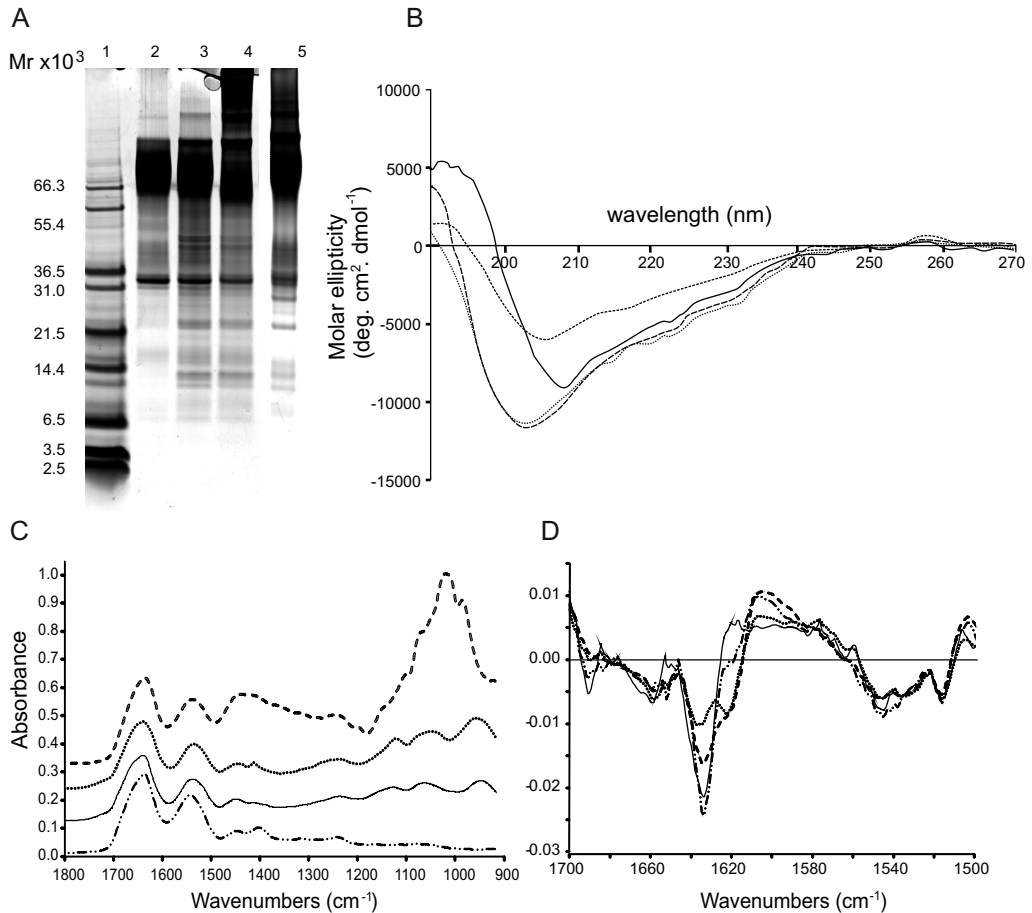 A
Mr x10³
1 2 3 4 5
66.3
55.4
36.5
31.0
21.5
14.4
6.5
3.5
2.5
B
10000
5000
0
-5000
-10000
-15000
Molar ellipticity
(deg. cm². dmol⁻¹)
wavelength (nm)
200 210 220 230 240 250 260 270
C
1.0
0.9
0.8
0.7
0.6
0.5
0.4
0.3
0.2
0.1
0.0
Absorbance
1800 1700 1600 1500 1400 1300 1200 1100 1000 900
Wavenumbers (cm⁻¹)
D
0.01
0.00
-0.01
-0.02
-0.03
1700 1660 1620 1580 1540 1500
Wavenumbers (cm⁻¹)